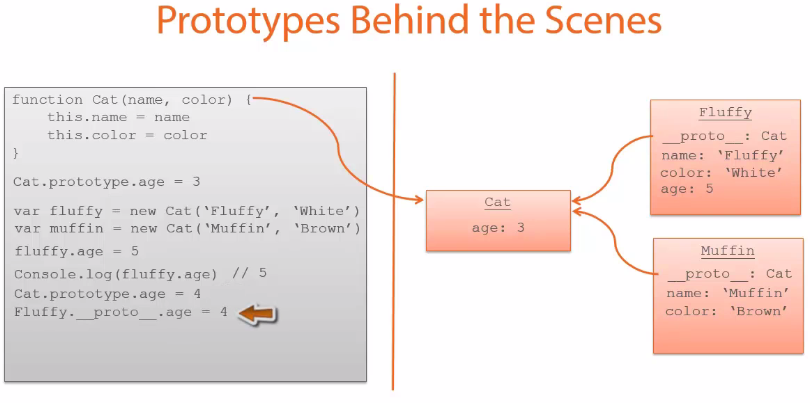 Prototypes Behind the Scenes
function Cat(name, color) {
this.name = name
this.color = color
}
Cat.prototype.age = 3
var fluffy = new Cat(‘Fluffy’, ‘White’)
var muffin = new Cat(‘Muffin’, ‘Brown’)
fluffy.age = 5
Console.log(fluffy.age) // 5
Cat.prototype.age = 4
Fluffy.__proto__.age = 4
Cat
age: 3
Fluffy
__proto__: Cat
name: ‘Fluffy’
color: ‘White’
age: 5
Muffin
__proto__: Cat
name: ‘Muffin’
color: ‘Brown’